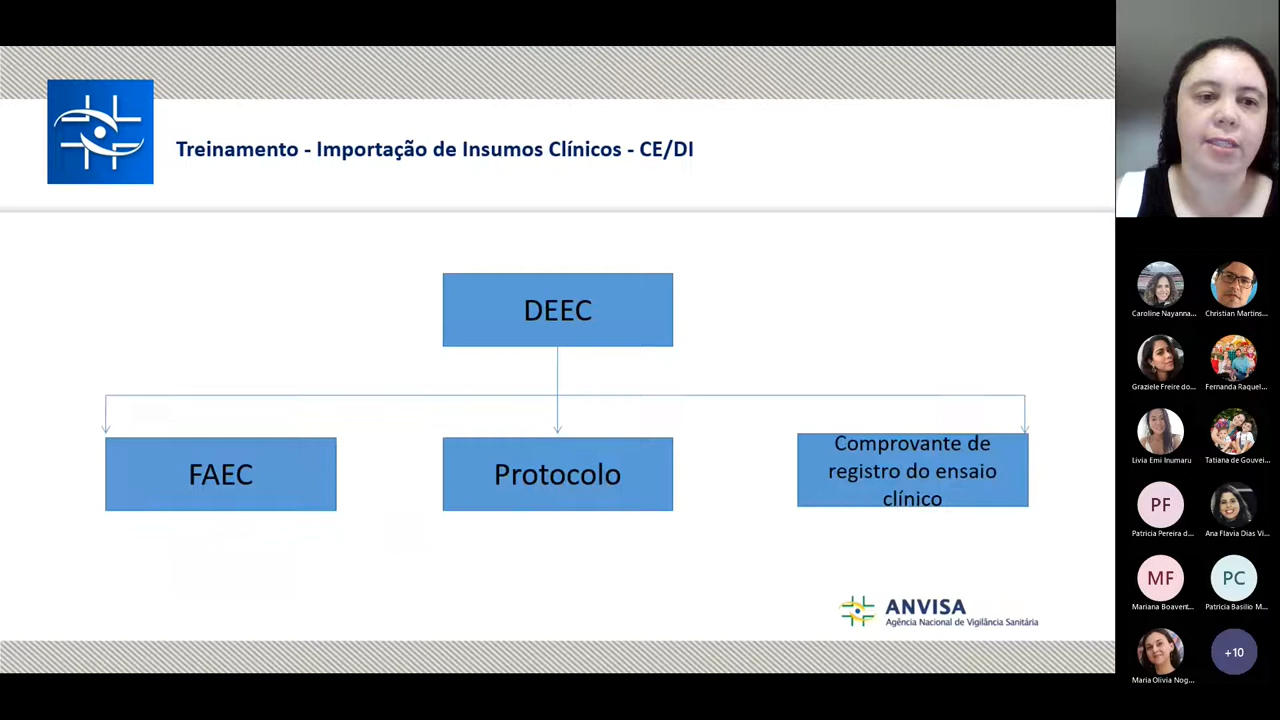 Treinamento - Importação de Insumos Clínicos - CE/DI
DEEC
FAEC
Protocolo
Comprovante de
registro do ensaio
clínico
ANVISA
Agência Nacional de Vigilância Sanitária
Caroline Nayanna...
Christian Martins...
Graziele Freire do...
Fernanda Raquel...
Livia Emi Inumaru
Tatiana de Gouvei...
PF
Patricia Pereira d...
Ana Flavia Dias Vi...
MF
Mariana Boavent...
PC
Patricia Basilio M...
Maria Olivia Nog...
+10